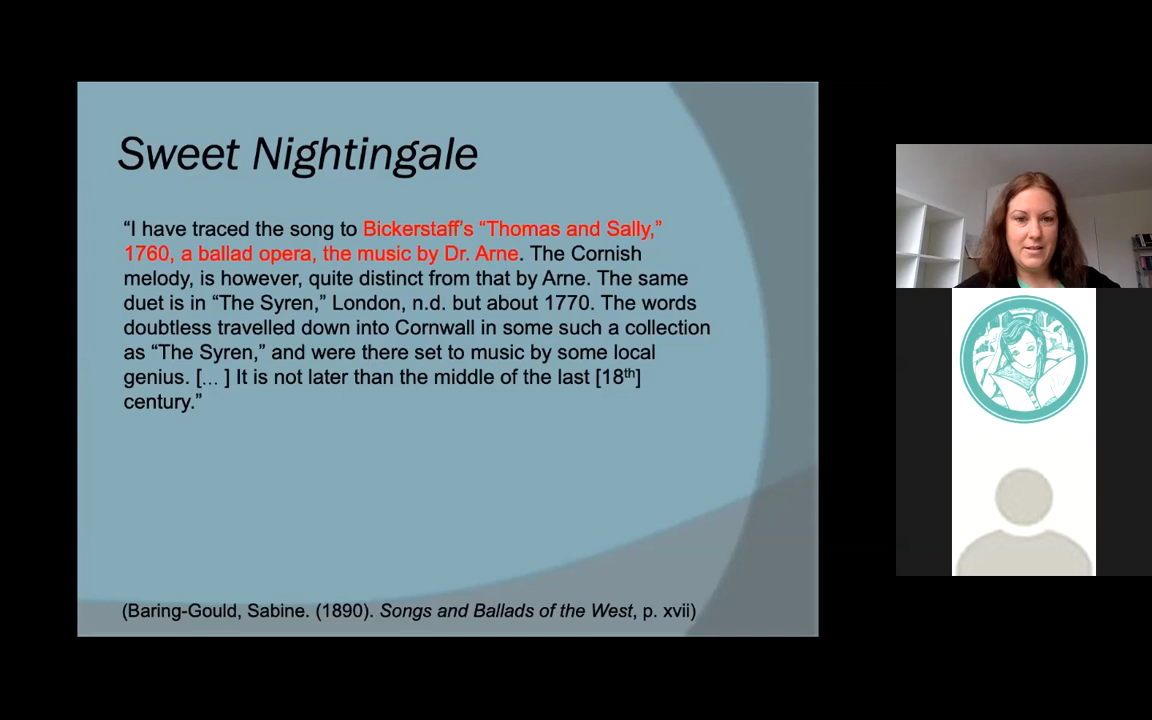 Sweet Nightingale
“I have traced the song to Bickerstaff’s “Thomas and Sally,”
1760, a ballad opera, the music by Dr. Arne. The Cornish
melody, is however, quite distinct from that by Arne. The same
duet is in “The Syren,” London, n.d. but about 1770. The words
doubtless travelled down into Cornwall in some such a collection
as “The Syren,” and were there set to music by some local
genius. [... ] It is not later than the middle of the last [18th]
century.”
(Baring-Gould, Sabine. (1890). Songs and Ballads of the West, p. xvii)